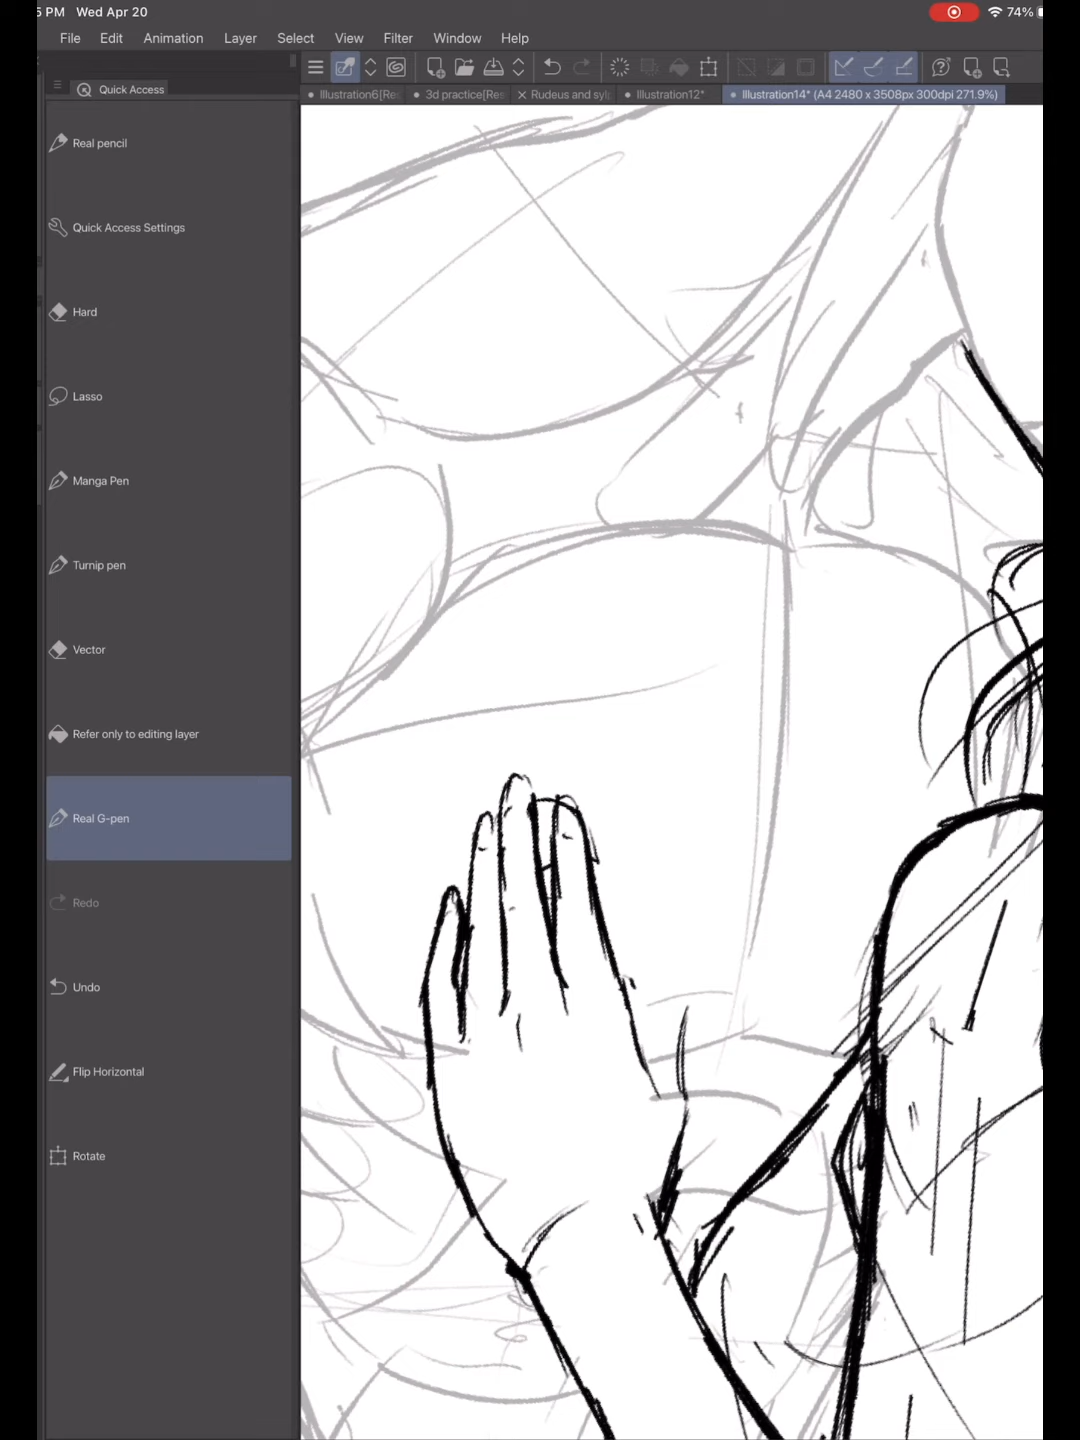 5 PM Wed Apr 20 74%
File Edit Animation Layer Select View Filter Window Help
Quick Access
Illustration6[Res 3d practice[Res Rudeus and syl Illustration12* Illustration14* (A4 2480 x 3508px 300dpi 271.9%)
Real pencil
Quick Access Settings
Hard
Lasso
Manga Pen
Turnip pen
Vector
Refer only to editing layer
Real G-pen
Redo
Undo
Flip Horizontal
Rotate